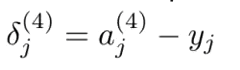 δ_j^{(4)} = a_j^{(4)} − y_j